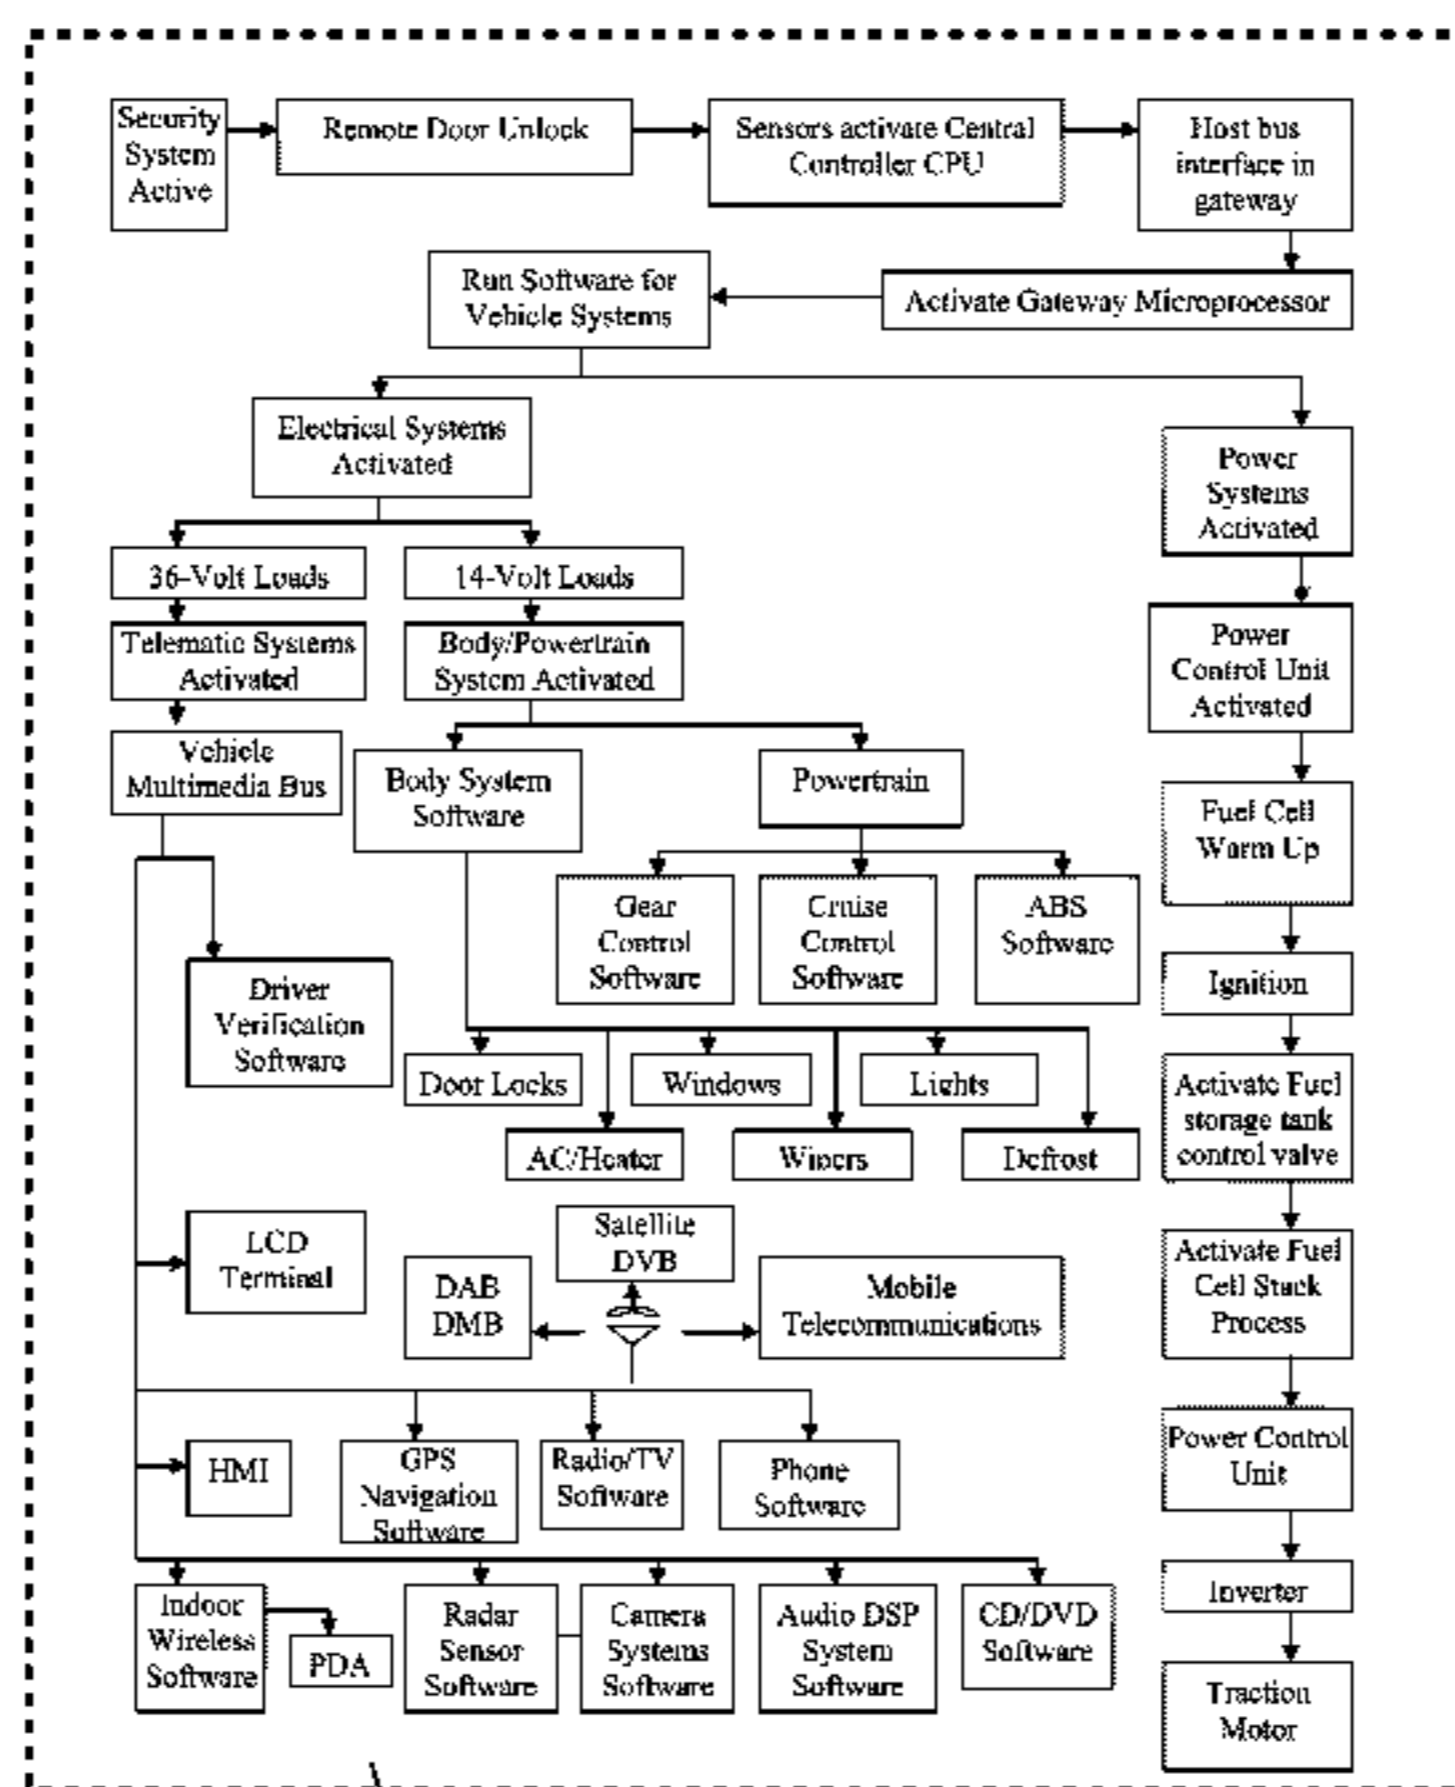 Security
System
Active
Remote Door Unlock
Sensors activate Central
Controller CPU
Host bus
interface in
gateway
Run Software for
Vehicle Systems
Activate Gateway Microprocessor
Electrical Systems
Activated
Power
Systems
Activated
36-Volt Loads
14-Volt Loads
Telematic Systems
Activated
Body/Powertrain
System Activated
Power
Control Unit
Activated
Vehicle
Multimedia Bus
Body System
Software
Powertrain
Fuel Cell
Warm Up
Gear
Control
Software
Cruise
Control
Software
ABS
Software
Driver
Verification
Software
Ignition
Door Locks
Windows
Lights
Activate Fuel
storage tank
control valve
AC/Heater
Wipers
Defrost
LCD
Terminal
Satellite
DVB
DAB
DMB
Mobile
Telecommunications
Activate Fuel
Cell Stack
Process
HMI
GPS
Navigation
Software
Radio/TV
Software
Phone
Software
Power Control
Unit
Indoor
Wireless
Software
PDA
Radar
Sensor
Software
Camera
Systems
Software
Audio DSP
System
Software
CD/DVD
Software
Inverter
Traction
Motor